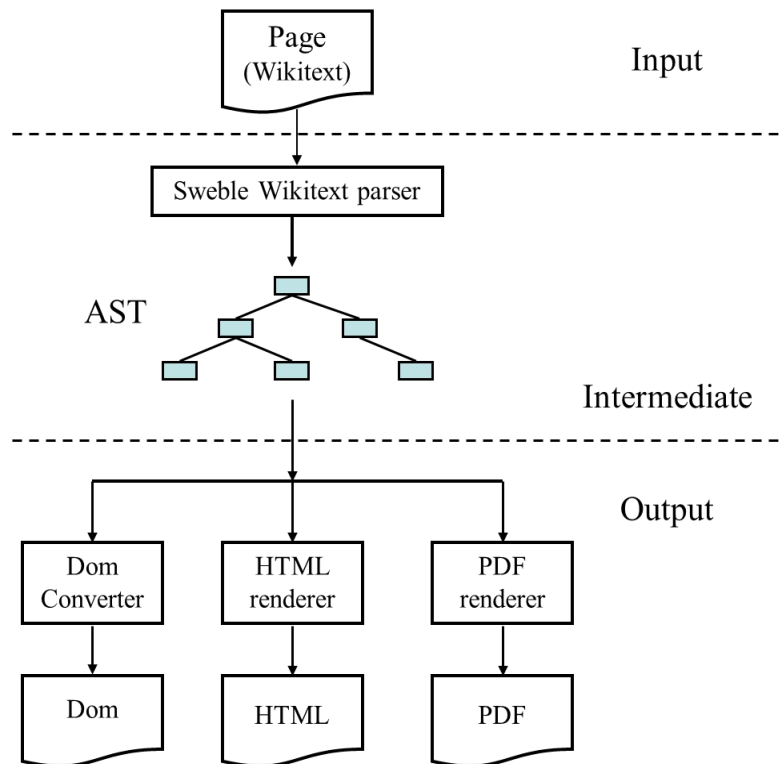 Page
(Wikitext)
Input
Sweble Wikitext parser
AST
Intermediate
Output
Dom
Converter
HTML
renderer
PDF
renderer
Dom
HTML
PDF